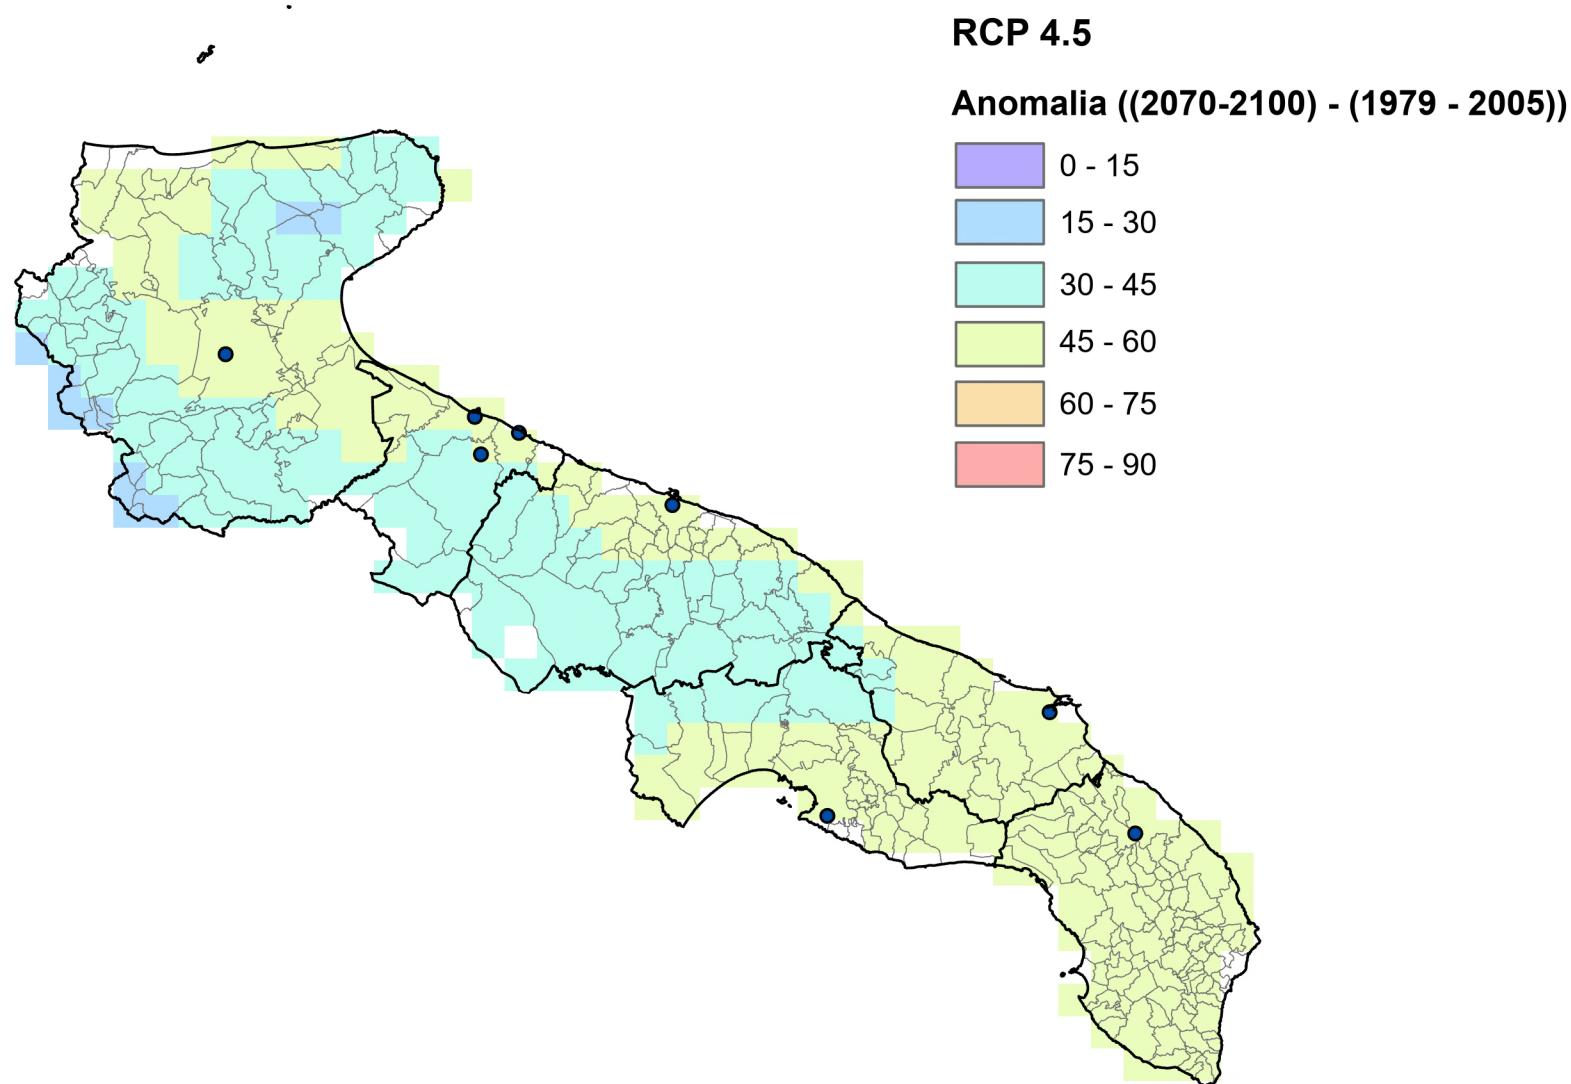 RCP 4.5
Anomalia ((2070-2100) - (1979 - 2005))
0 - 15
15 - 30
30 - 45
45 - 60
60 - 75
75 - 90